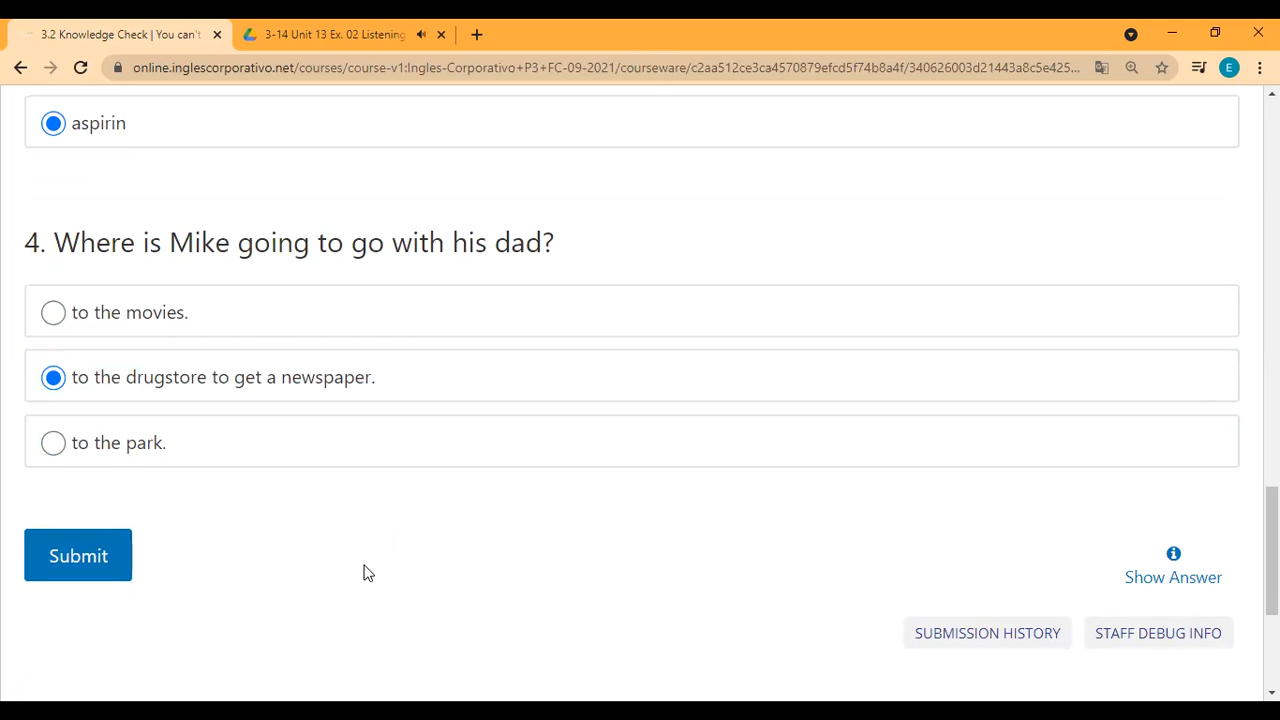 3.2 Knowledge Check | You can't
3-14 Unit 13 Ex. 02 Listening
online.inglescorporativo.net/courses/course-v1:Ingles-Corporativo+P3+FC-09-2021/courseware/c2aa512ce3ca4570879efcd5f74b8a4f/340626003d21443a8c5e425...
E
aspirin
4. Where is Mike going to go with his dad?
to the movies.
to the drugstore to get a newspaper.
to the park.
Submit
Show Answer
SUBMISSION HISTORY
STAFF DEBUG INFO